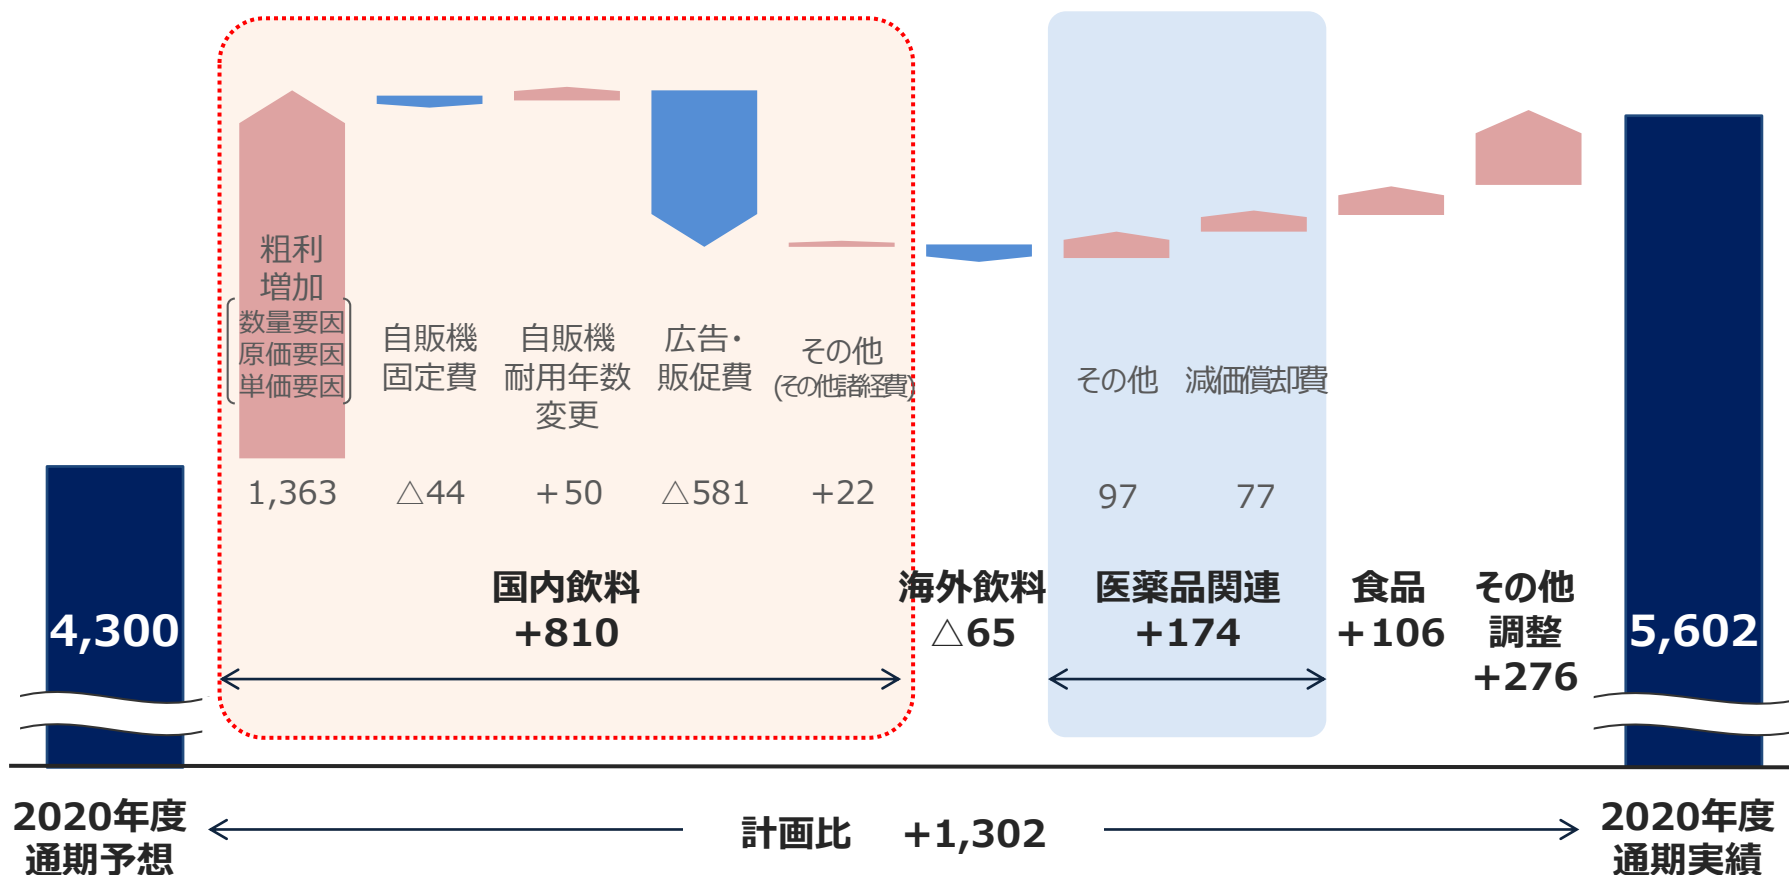 粗利
増加
数量要因
原価要因
単価要因
1,363
自販機
固定費
△44
自販機
耐用年数
変更
+50
広告・
販促費
△581
その他
(その他諸経費)
+22
その他
97
減価償却費
77
国内飲料
+810
海外飲料
△65
医薬品関連
+174
食品
+106
その他
調整
+276
4,300
5,602
2020年度
通期予想
計画比 +1,302
2020年度
通期実績